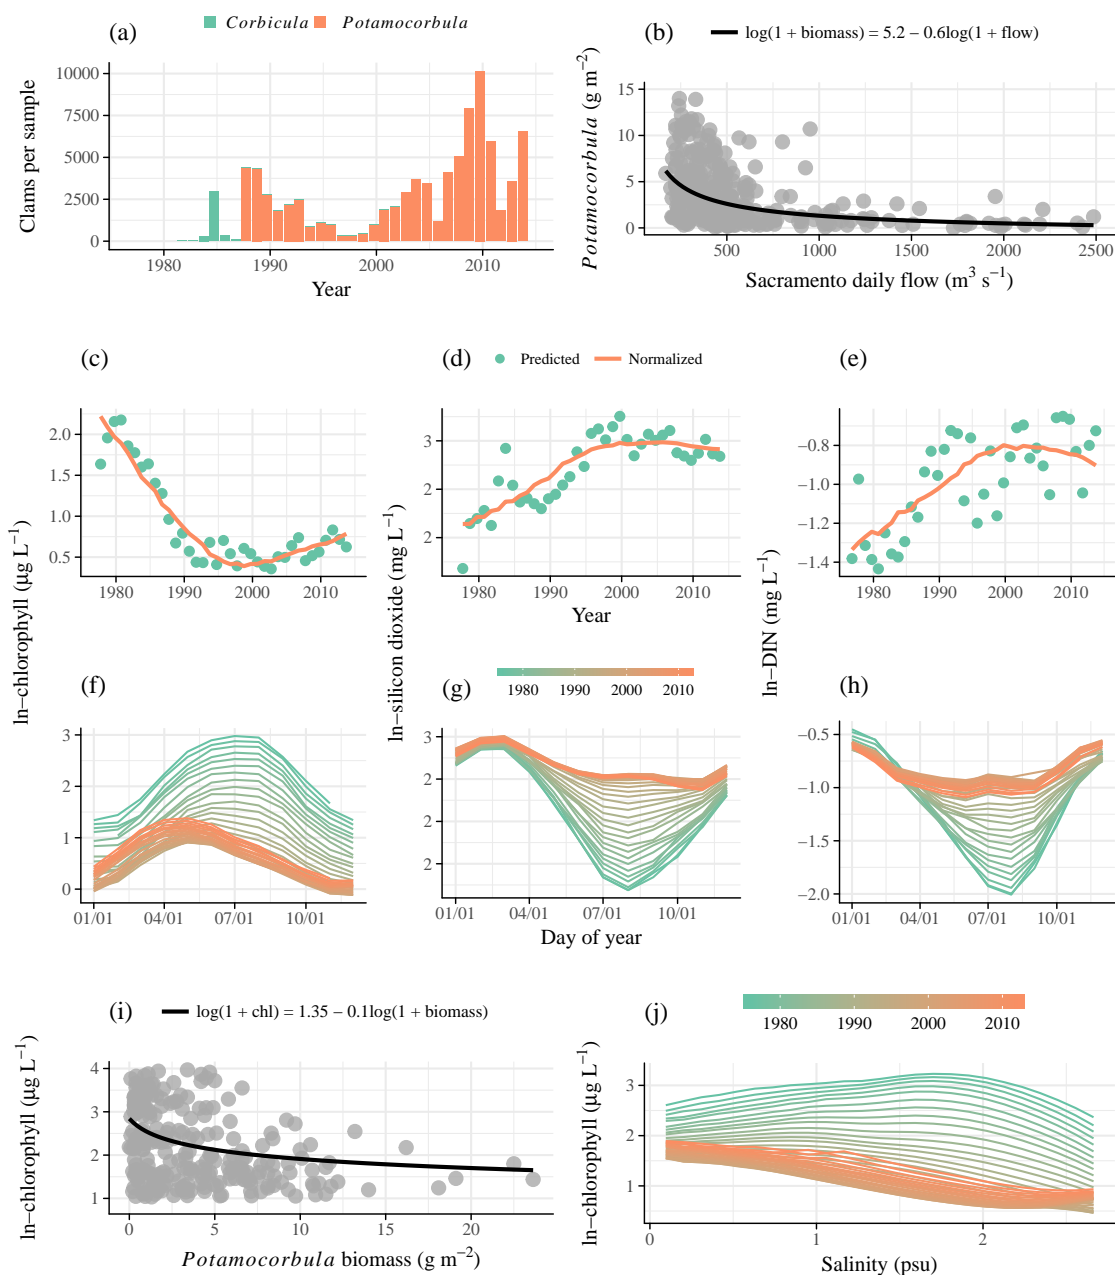 (a)
Corbicula Potamocorbula
Clams per sample
10000
7500
5000
2500
0
1980 1990 2000 2010
Year
(b)
log(1 + biomass) = 5.2 − 0.6log(1 + flow)
Potamocorbula (g m−2)
15
10
5
0
500 1000 1500 2000 2500
Sacramento daily flow (m3 s−1)
(c)
(d)
Predicted Normalized
(e)
ln−chlorophyll (μg L−1)
2.0
1.5
1.0
0.5
1980 1990 2000 2010
ln−silicon dioxide (mg L−1)
3
2
2
1980 1990 2000 2010
Year
ln−DIN (mg L−1)
−0.8
−1.0
−1.2
−1.4
1980 1990 2000 2010
(f)
3
2
1
0
01/01 04/01 07/01 10/01
(g)
1980 1990 2000 2010
3
2
2
2
01/01 04/01 07/01 10/01
Day of year
(h)
−0.5
−1.0
−1.5
−2.0
01/01 04/01 07/01 10/01
(i)
log(1 + chl) = 1.35 − 0.1log(1 + biomass)
ln−chlorophyll (μg L−1)
4
3
2
1
0 5 10 15 20
Potamocorbula biomass (g m−2)
(j)
1980 1990 2000 2010
ln−chlorophyll (μg L−1)
3
2
1
0 1 2
Salinity (psu)